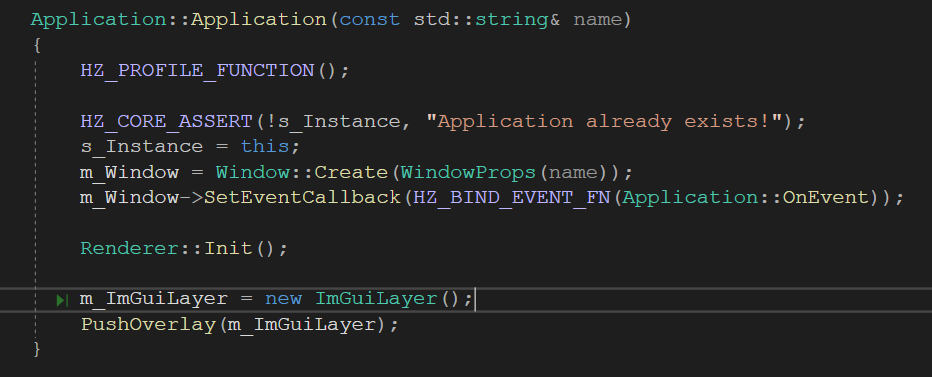 Application::Application(const std::string& name)
{
HZ_PROFILE_FUNCTION();
HZ_CORE_ASSERT(!s_Instance, "Application already exists!");
s_Instance = this;
m_Window = Window::Create(WindowProps(name));
m_Window->SetEventCallback(HZ_BIND_EVENT_FN(Application::OnEvent));
Renderer::Init();
m_ImGuiLayer = new ImGuiLayer();
PushOverlay(m_ImGuiLayer);
}